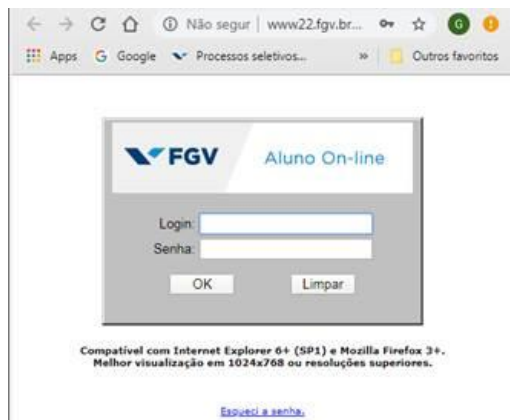 Não segur | www22.fgv.br...
G
Apps G Google Processos seletivos... » Outros favoritos
FGV Aluno On-line
Login:
Senha:
OK Limpar
Compatível com Internet Explorer 6+ (SP1) e Mozilla Firefox 3+.
Melhor visualização em 1024x768 ou resoluções superiores.
Esqueci a senha.